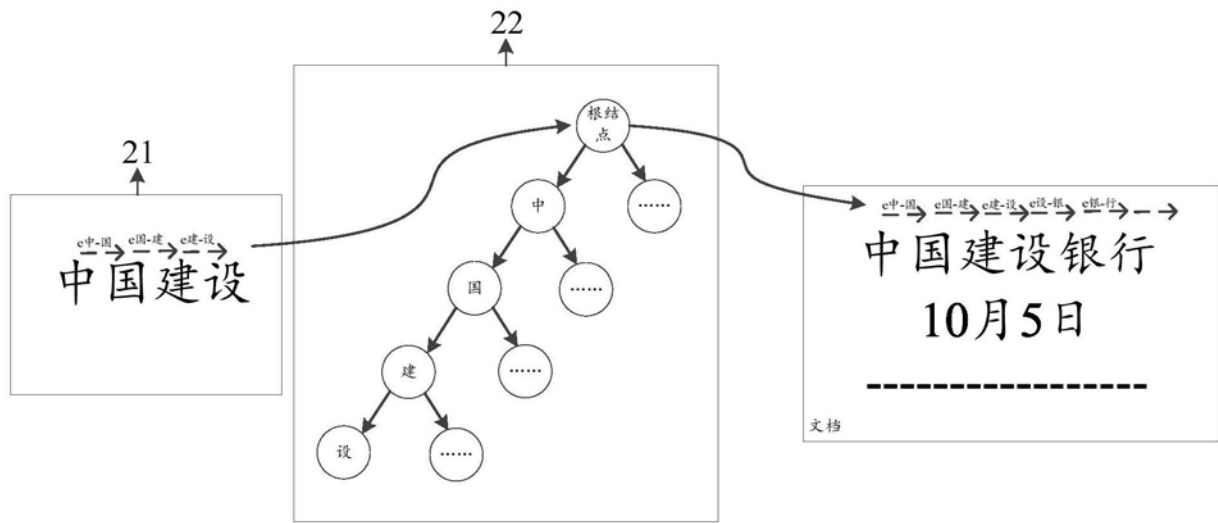 22
21
根结
点
中
……
国
……
建
……
设
……
e中-国 e国-建 e建-设
中国建设
e中-国 e国-建 e建-设 e设-银 e银-行
中国建设银行
10月5日
文档